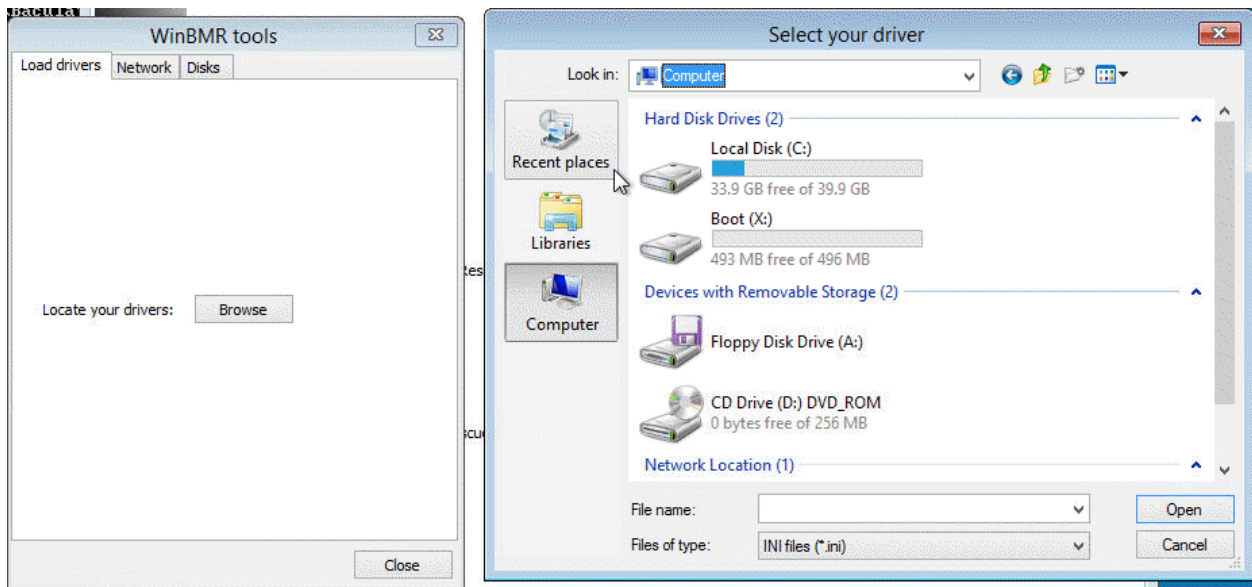 WinBMR tools
Load drivers
Network
Disks
Locate your drivers:
Browse
Close
Select your driver
Look in:
Computer
Recent places
Libraries
Computer
Hard Disk Drives (2)
Local Disk (C:)
33.9 GB free of 39.9 GB
Boot (X:)
493 MB free of 496 MB
Devices with Removable Storage (2)
Floppy Disk Drive (A:)
CD Drive (D:) DVD_ROM
0 bytes free of 256 MB
Network Location (1)
File name:
Open
Files of type:
INI files (*.ini)
Cancel